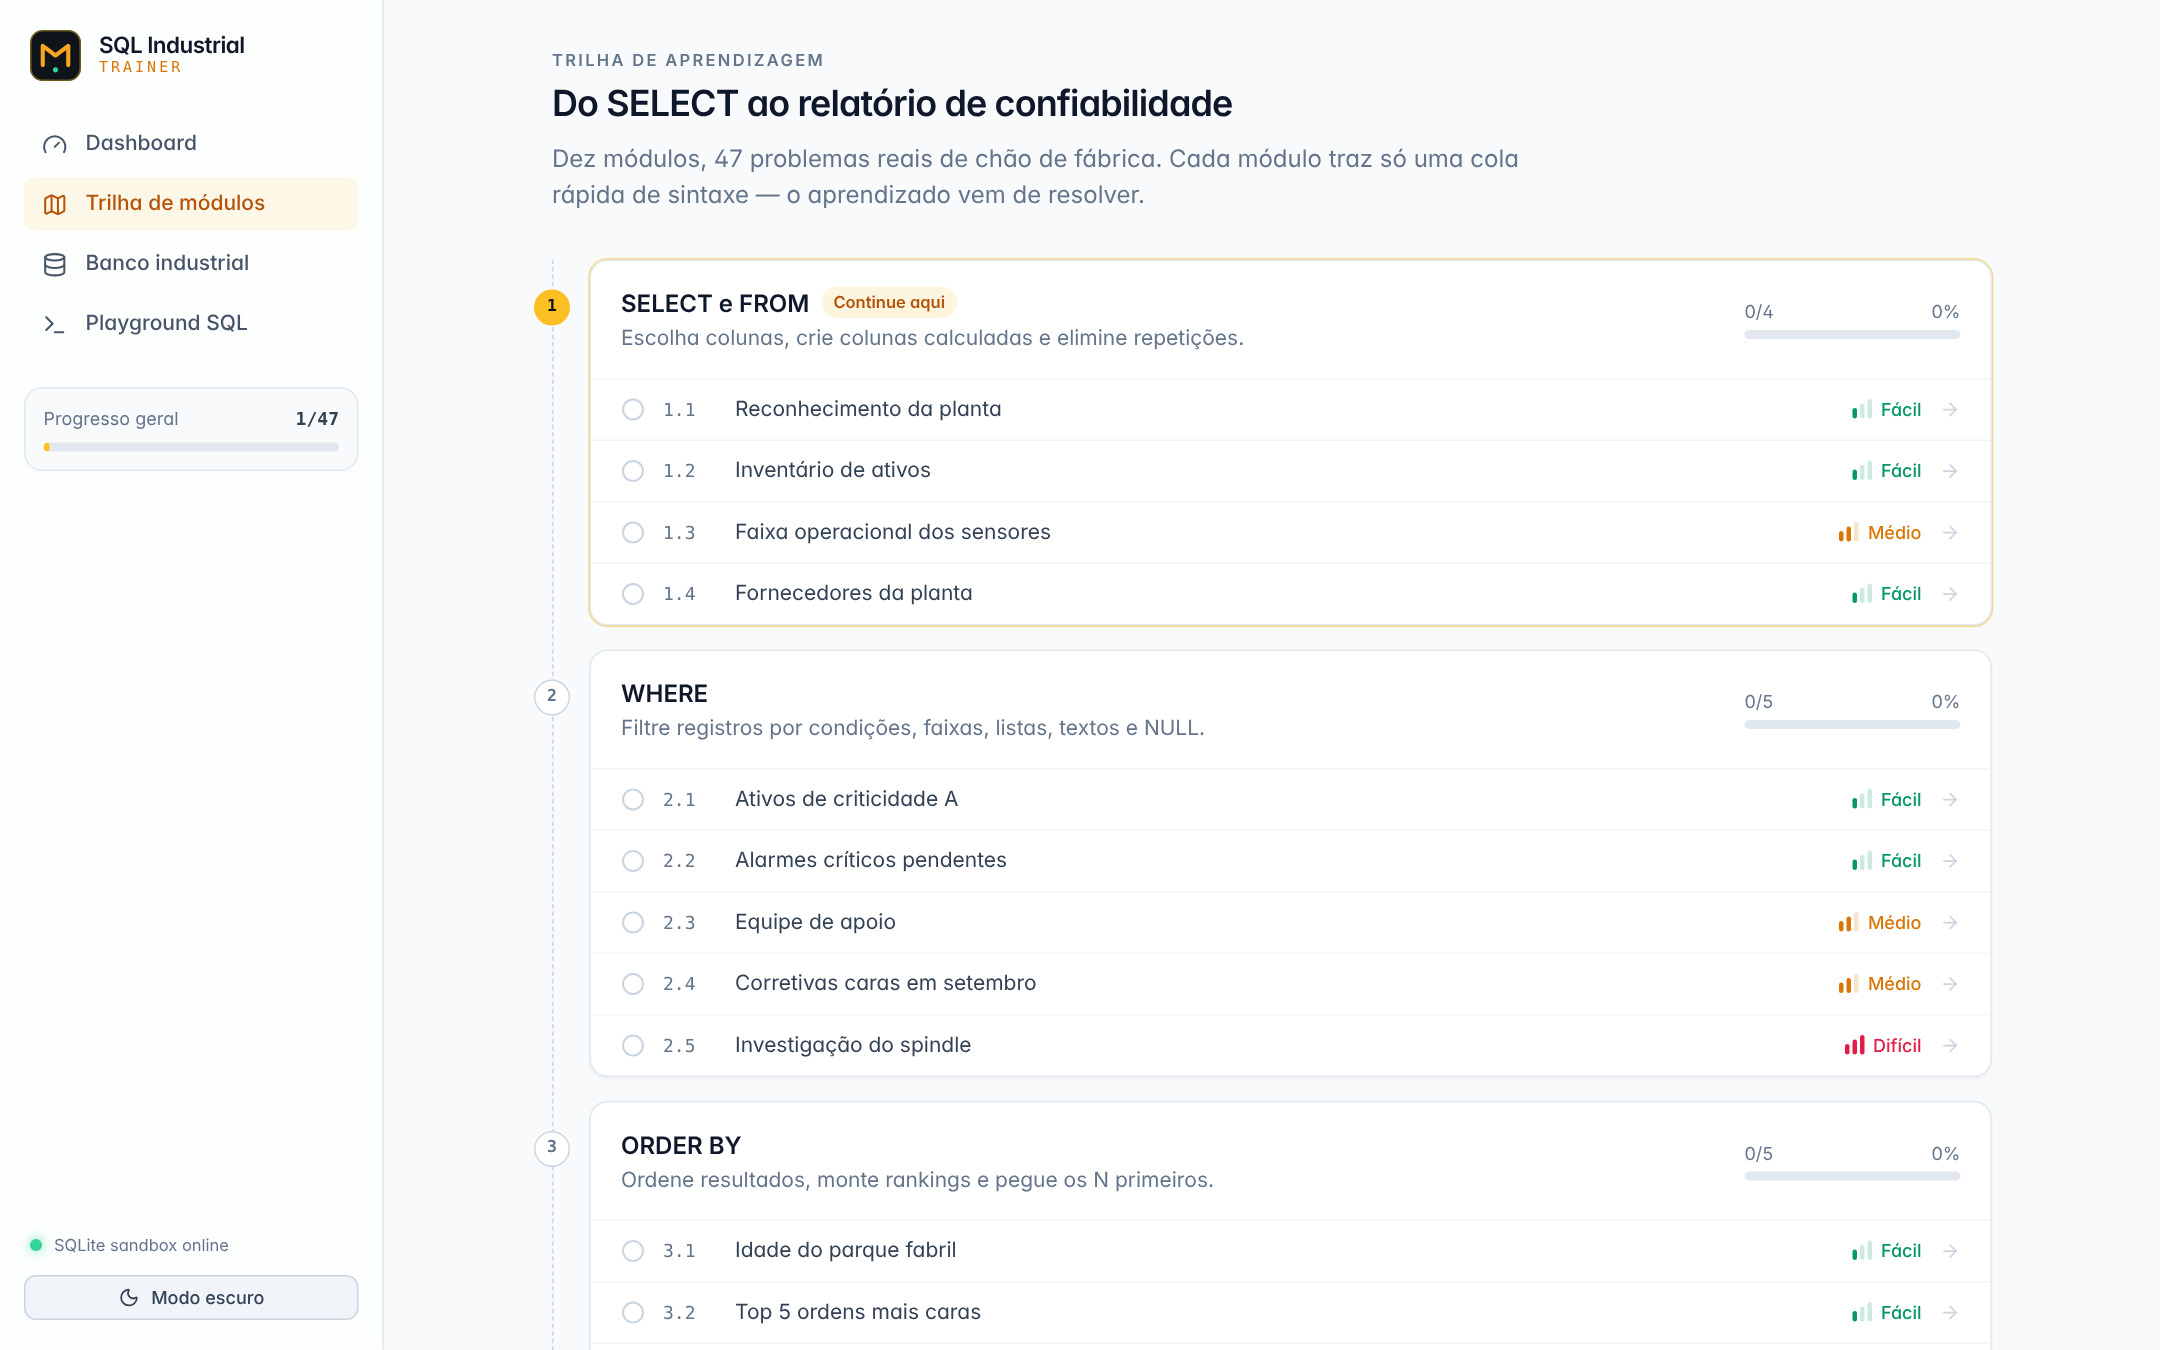 SQL Industrial
TRAINER
Dashboard
Trilha de módulos
Banco industrial
Playground SQL
Progresso geral 1/47
SQLite sandbox online
Modo escuro
TRILHA DE APRENDIZAGEM
Do SELECT ao relatório de confiabilidade
Dez módulos, 47 problemas reais de chão de fábrica. Cada módulo traz só uma cola
rápida de sintaxe — o aprendizado vem de resolver.
1
SELECT e FROM Continue aqui
Escolha colunas, crie colunas calculadas e elimine repetições.
0/4 0%
1.1 Reconhecimento da planta Fácil
1.2 Inventário de ativos Fácil
1.3 Faixa operacional dos sensores Médio
1.4 Fornecedores da planta Fácil
2
WHERE
Filtre registros por condições, faixas, listas, textos e NULL.
0/5 0%
2.1 Ativos de criticidade A Fácil
2.2 Alarmes críticos pendentes Fácil
2.3 Equipe de apoio Médio
2.4 Corretivas caras em setembro Médio
2.5 Investigação do spindle Difícil
3
ORDER BY
Ordene resultados, monte rankings e pegue os N primeiros.
0/5 0%
3.1 Idade do parque fabril Fácil
3.2 Top 5 ordens mais caras Fácil